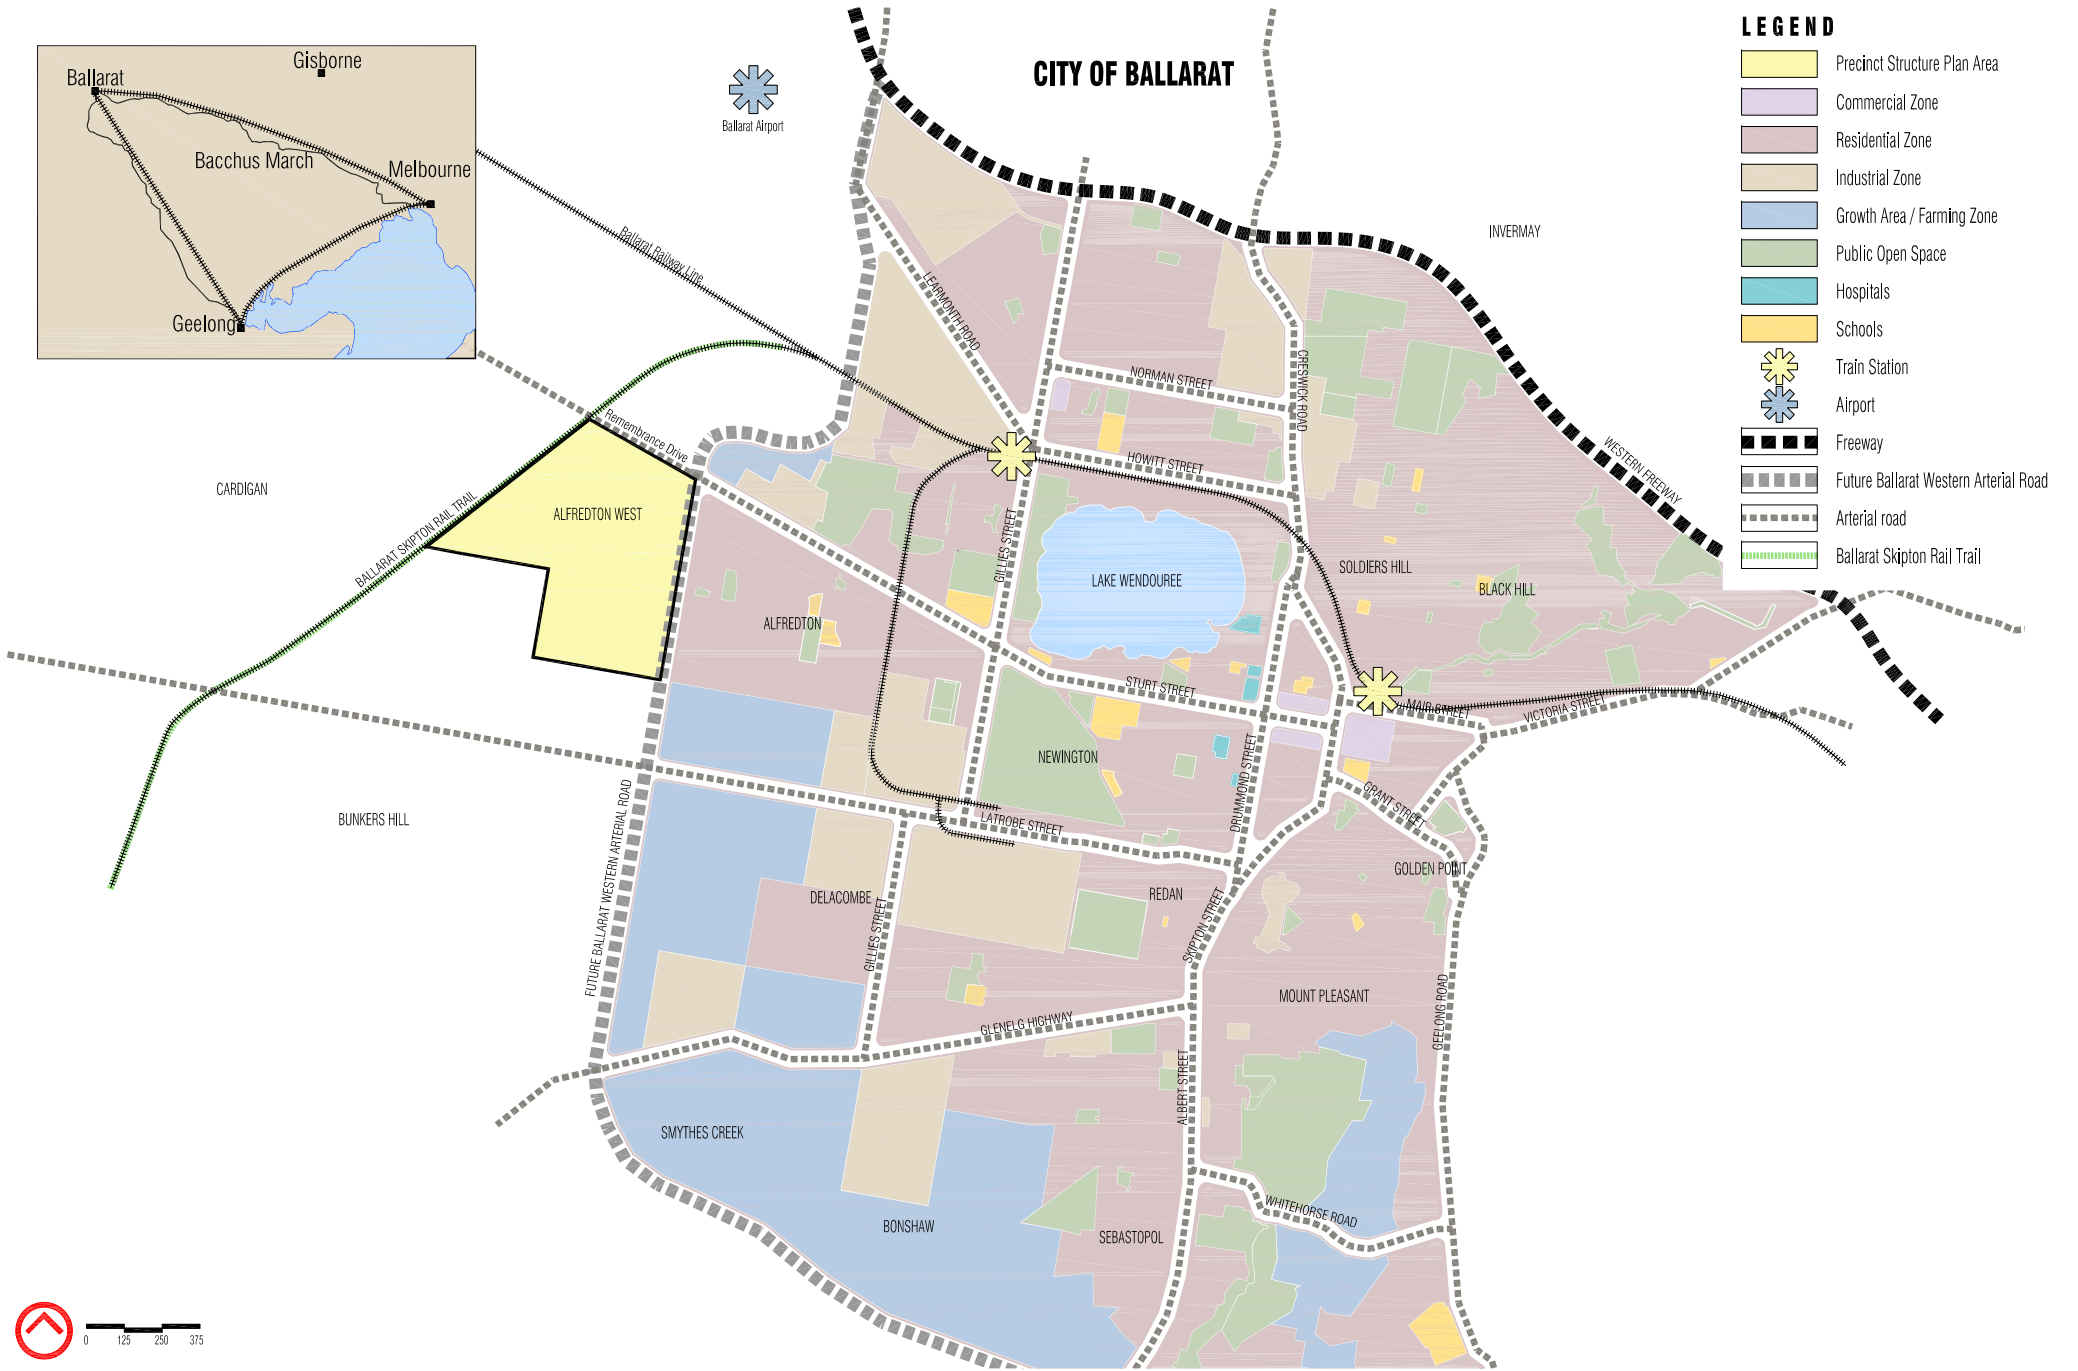 CITY OF BALLARAT
Ballarat
Gisborne
Bacchus March
Melbourne
Geelong
Ballarat Airport
LEGEND
Precinct Structure Plan Area
Commercial Zone
Residential Zone
Industrial Zone
Growth Area / Farming Zone
Public Open Space
Hospitals
Schools
Train Station
Airport
Freeway
Future Ballarat Western Arterial Road
Arterial road
Ballarat Skipton Rail Trail
INVERMAY
Ballarat Railway Line
LEARMONTH ROAD
NORMAN STREET
CRESWICK ROAD
Remembrance Drive
HOWITT STREET
WESTERN FREEWAY
CARDIGAN
ALFREDTON WEST
BALLARAT SKIPTON RAIL TRAIL
GILLIES STREET
LAKE WENDOUREE
SOLDIERS HILL
BLACK HILL
ALFREDTON
STURT STREET
MAIR STREET
VICTORIA STREET
NEWINGTON
DRUMMOND STREET
GRANT STREET
BUNKERS HILL
FUTURE BALLARAT WESTERN ARTERIAL ROAD
LATROBE STREET
GOLDEN POINT
DELACOMBE
GILLIES STREET
REDAN
SKIPTON STREET
MOUNT PLEASANT
GEELONG ROAD
GLENELG HIGHWAY
ALBERT STREET
SMYTHES CREEK
BONSHAW
SEBASTOPOL
WHITEHORSE ROAD
0 125 250 375